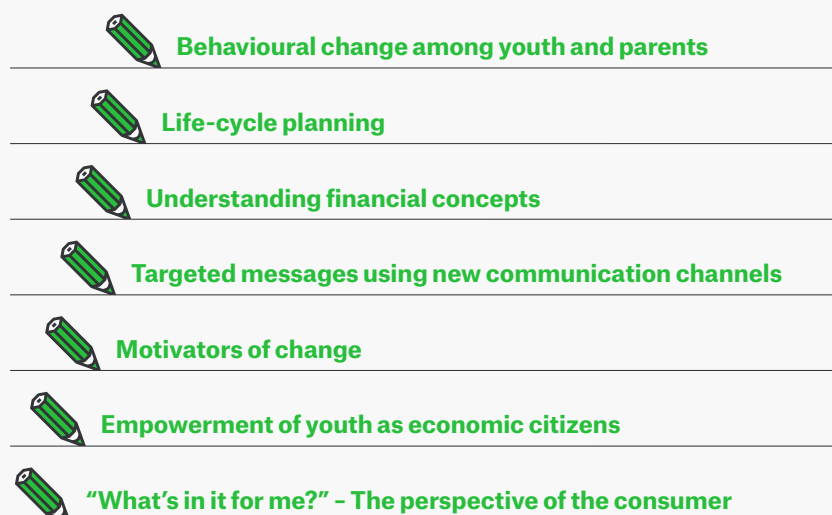 Behavioural change among youth and parents
Life-cycle planning
Understanding financial concepts
Targeted messages using new communication channels
Motivators of change
Empowerment of youth as economic citizens
“What’s in it for me?” – The perspective of the consumer